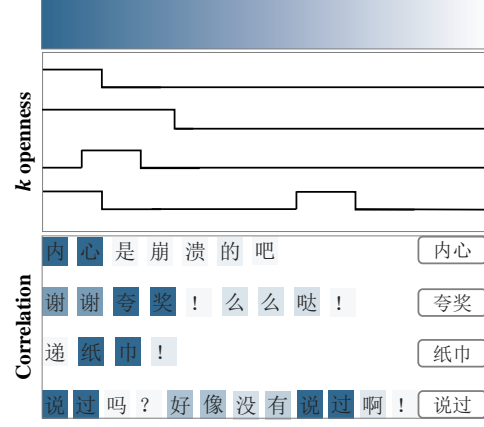 k openness
Correlation
内心是崩溃的吧 内心
谢谢夸奖！么么哒！ 夸奖
递纸巾！ 纸巾
说过吗？好像没有说过啊！ 说过